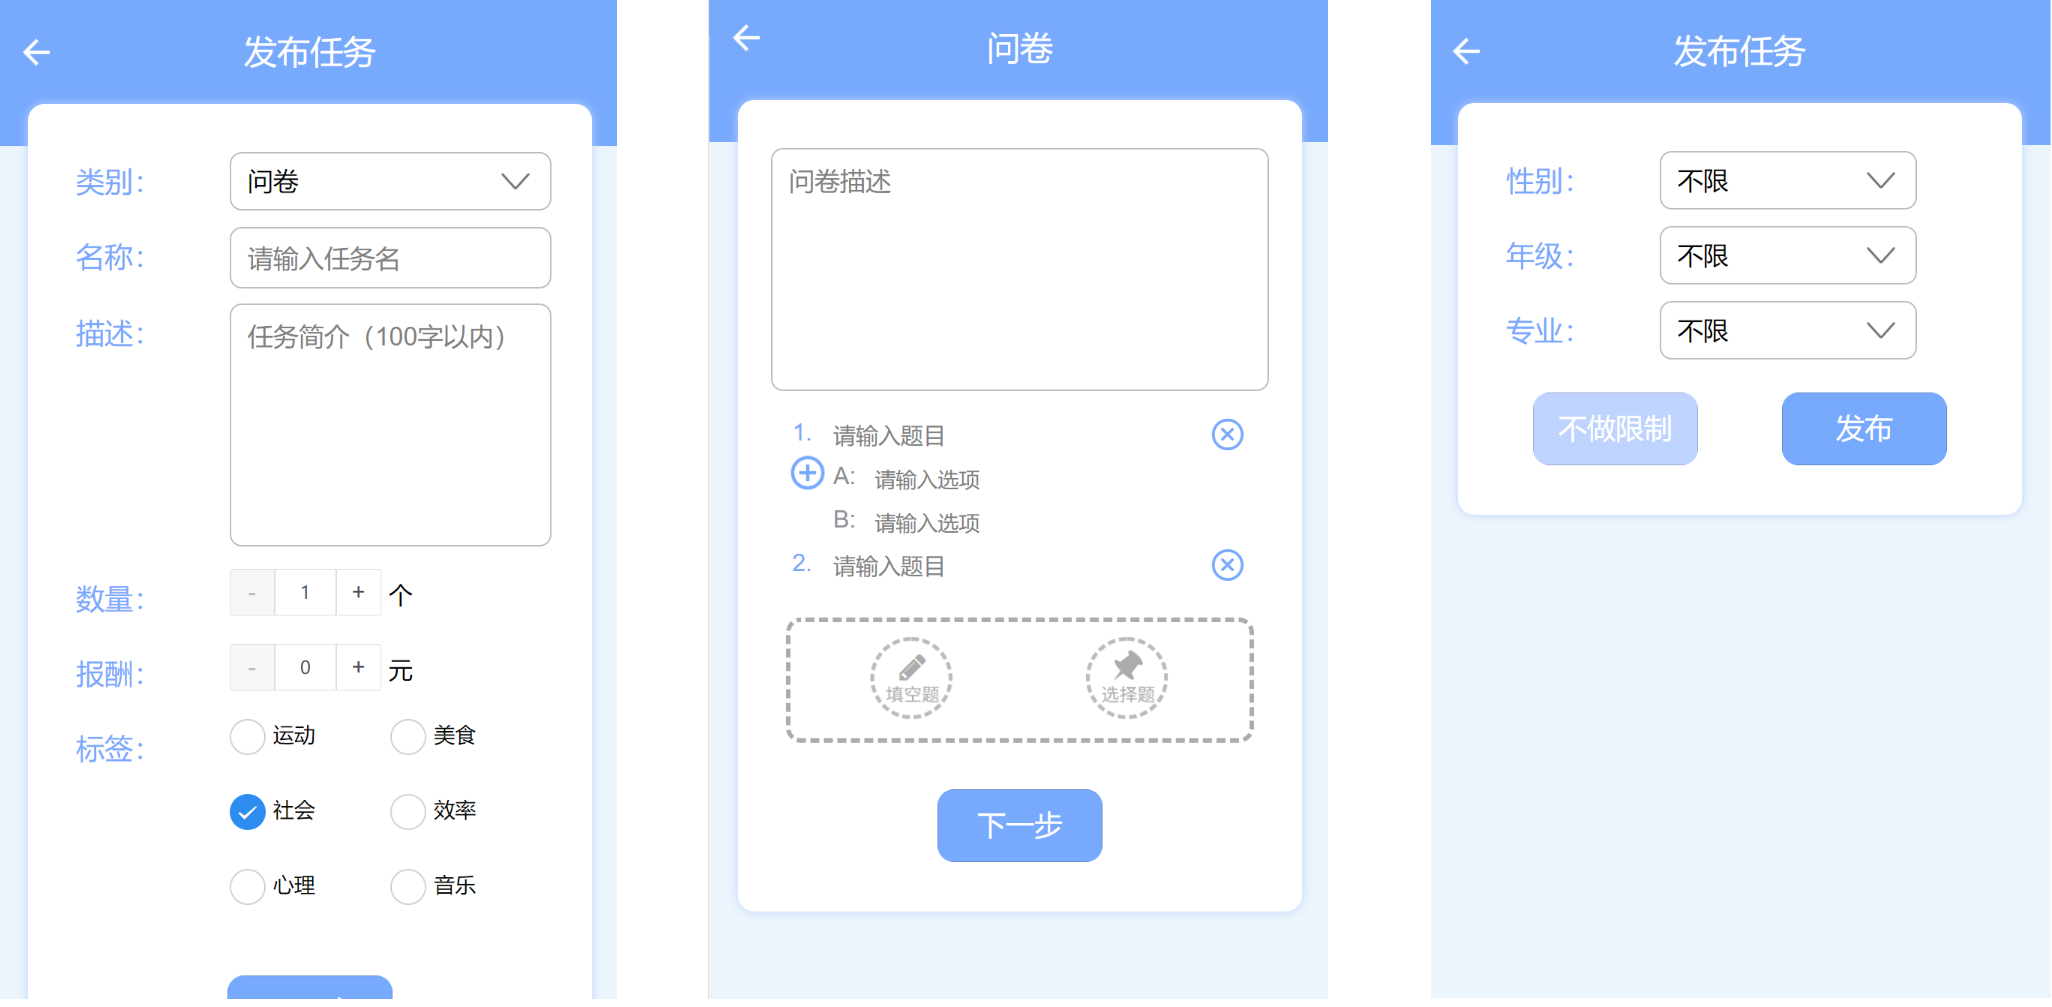 发布任务
类别：
问卷
名称：
请输入任务名
描述：
任务简介（100字以内）
数量：
- 1 + 个
报酬：
- 0 + 元
标签：
运动 美食
社会 效率
心理 音乐
问卷
问卷描述
1. 请输入题目
A: 请输入选项
B: 请输入选项
2. 请输入题目
填空题 选择题
下一步
发布任务
性别：
不限
年级：
不限
专业：
不限
不做限制 发布